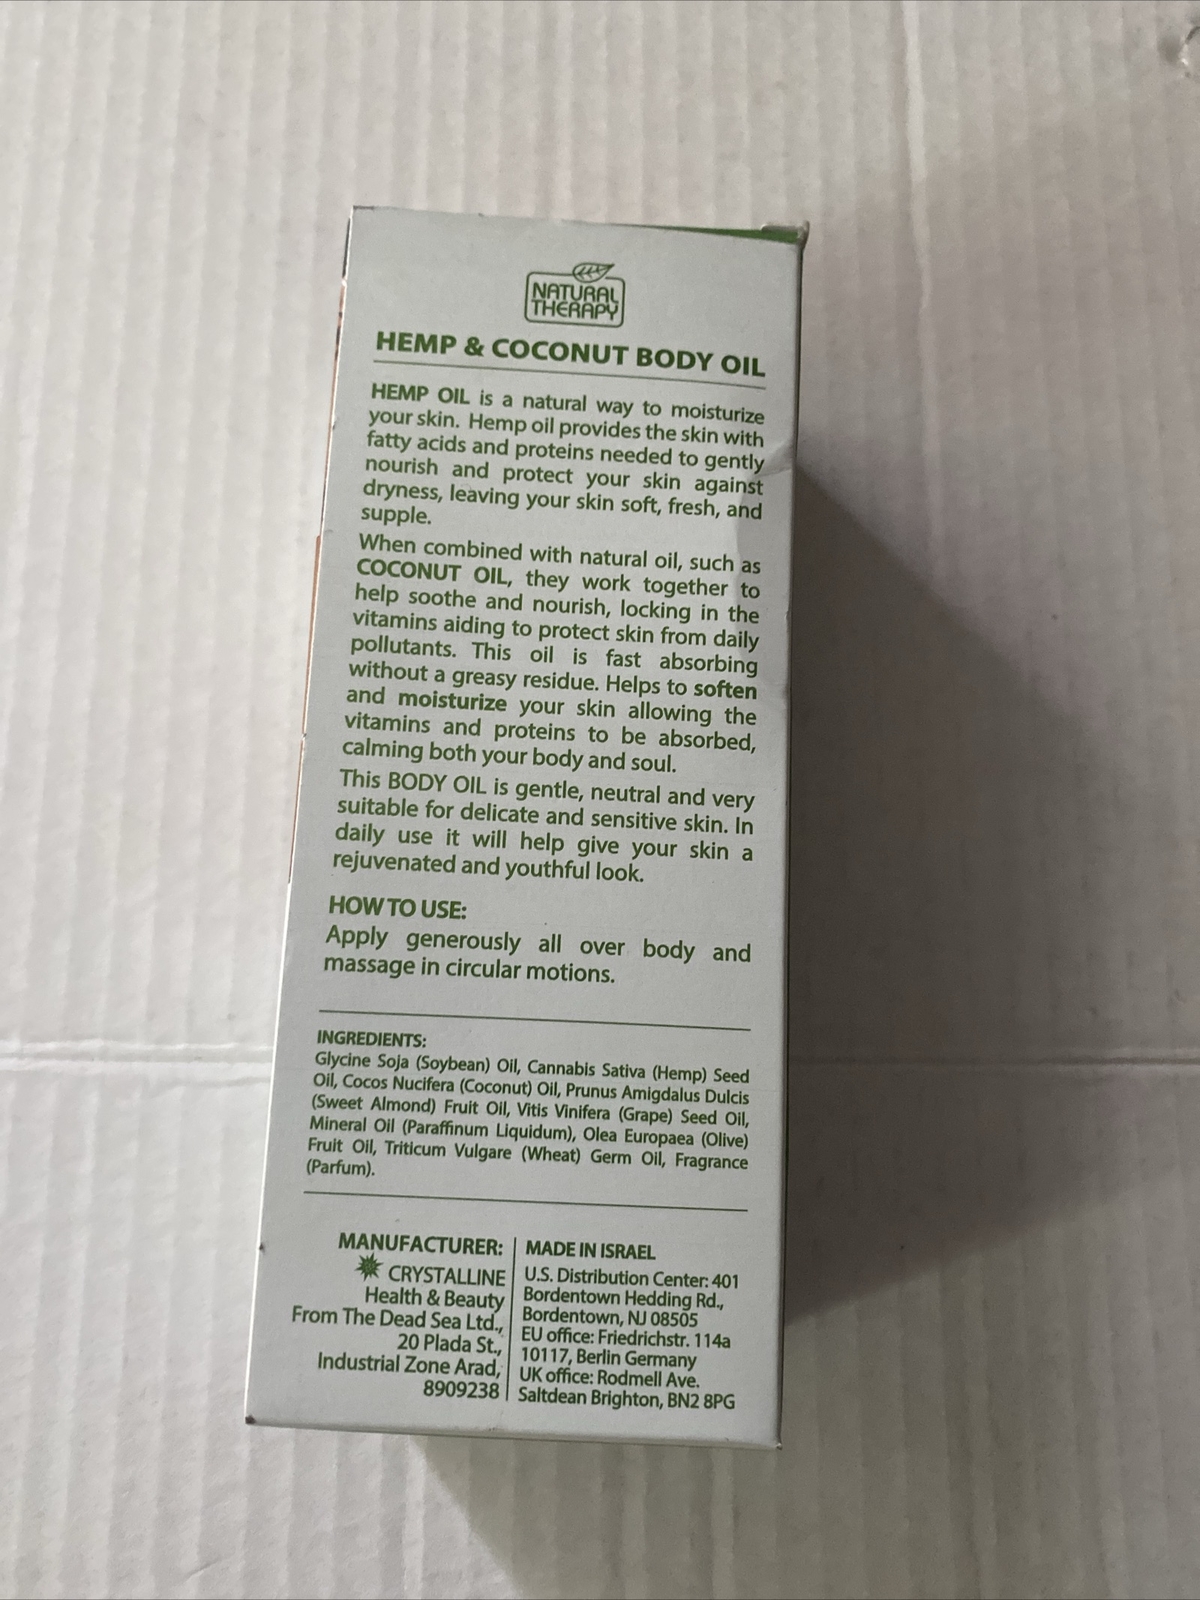 NATURAL
THERAPY
HEMP & COCONUT BODY OIL
HEMP OIL is a natural way to moisturize
your skin. Hemp oil provides the skin with
fatty acids and proteins needed to gently
nourish and protect your skin against
dryness, leaving your skin soft, fresh, and
supple.
When combined with natural oil, such as
COCONUT OIL, they work together to
help soothe and nourish, locking in the
vitamins aiding to protect skin from daily
pollutants. This oil is fast absorbing
without a greasy residue. Helps to soften
and moisturize your skin allowing the
vitamins and proteins to be absorbed,
calming both your body and soul.
This BODY OIL is gentle, neutral and very
suitable for delicate and sensitive skin. In
daily use it will help give your skin a
rejuvenated and youthful look.
HOW TO USE:
Apply generously all over body and
massage in circular motions.
INGREDIENTS:
Glycine Soja (Soybean) Oil, Cannabis Sativa (Hemp) Seed
Oil, Cocos Nucifera (Coconut) Oil, Prunus Amigdalus Dulcis
(Sweet Almond) Fruit Oil, Vitis Vinifera (Grape) Seed Oil,
Mineral Oil (Paraffinum Liquidum), Olea Europaea (Olive)
Fruit Oil, Triticum Vulgare (Wheat) Germ Oil, Fragrance
(Parfum).
MANUFACTURER:
CRYSTALLINE
Health & Beauty
From The Dead Sea Ltd.,
20 Plada St.,
Industrial Zone Arad,
8909238
MADE IN ISRAEL
U.S. Distribution Center: 401
Bordentown Hedding Rd.,
Bordentown, NJ 08505
EU office: Friedrichstr. 114a
10117, Berlin Germany
UK office: Rodmell Ave.
Saltdean Brighton, BN2 8PG